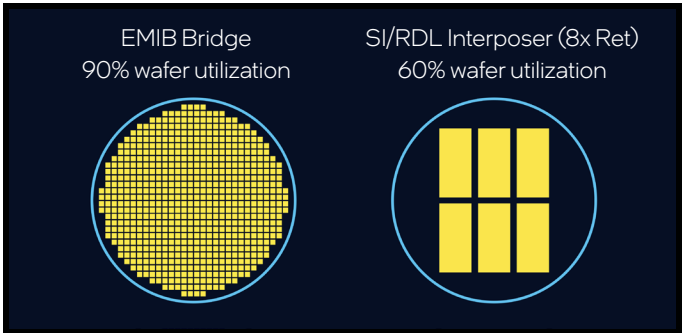 EMIB Bridge
90% wafer utilization
SI/RDL Interposer (8x Ret)
60% wafer utilization